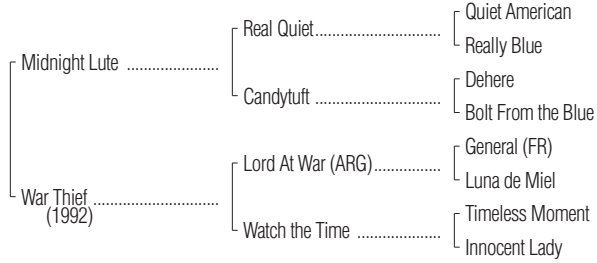 Quiet American
Real Quiet..................................
Really Blue
Midnight Lute .......................
Dehere
Candytuft ..................................
Bolt From the Blue
General (FR)
Lord At War (ARG)..................
Luna de Miel
War Thief.....................................
(1992)
Timeless Moment
Watch the Time ......................
Innocent Lady